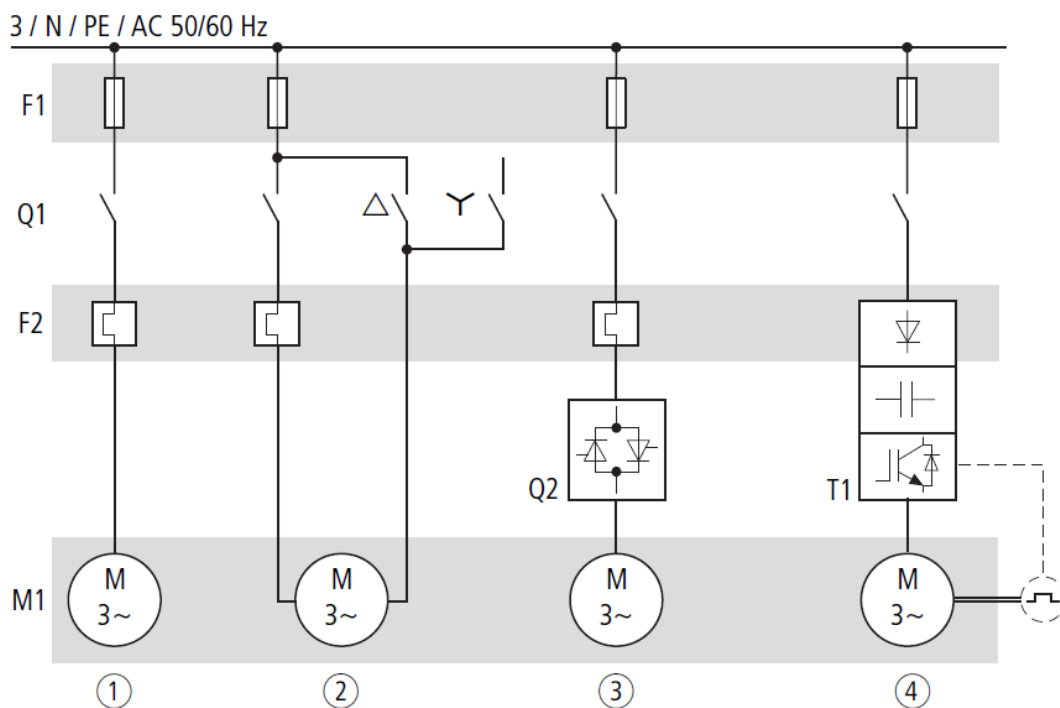 3 / N / PE / AC 50/60 Hz
F1
Q1
F2
Q2
T1
M1
M
3~
M
3~
M
3~
M
3~
① ② ③ ④